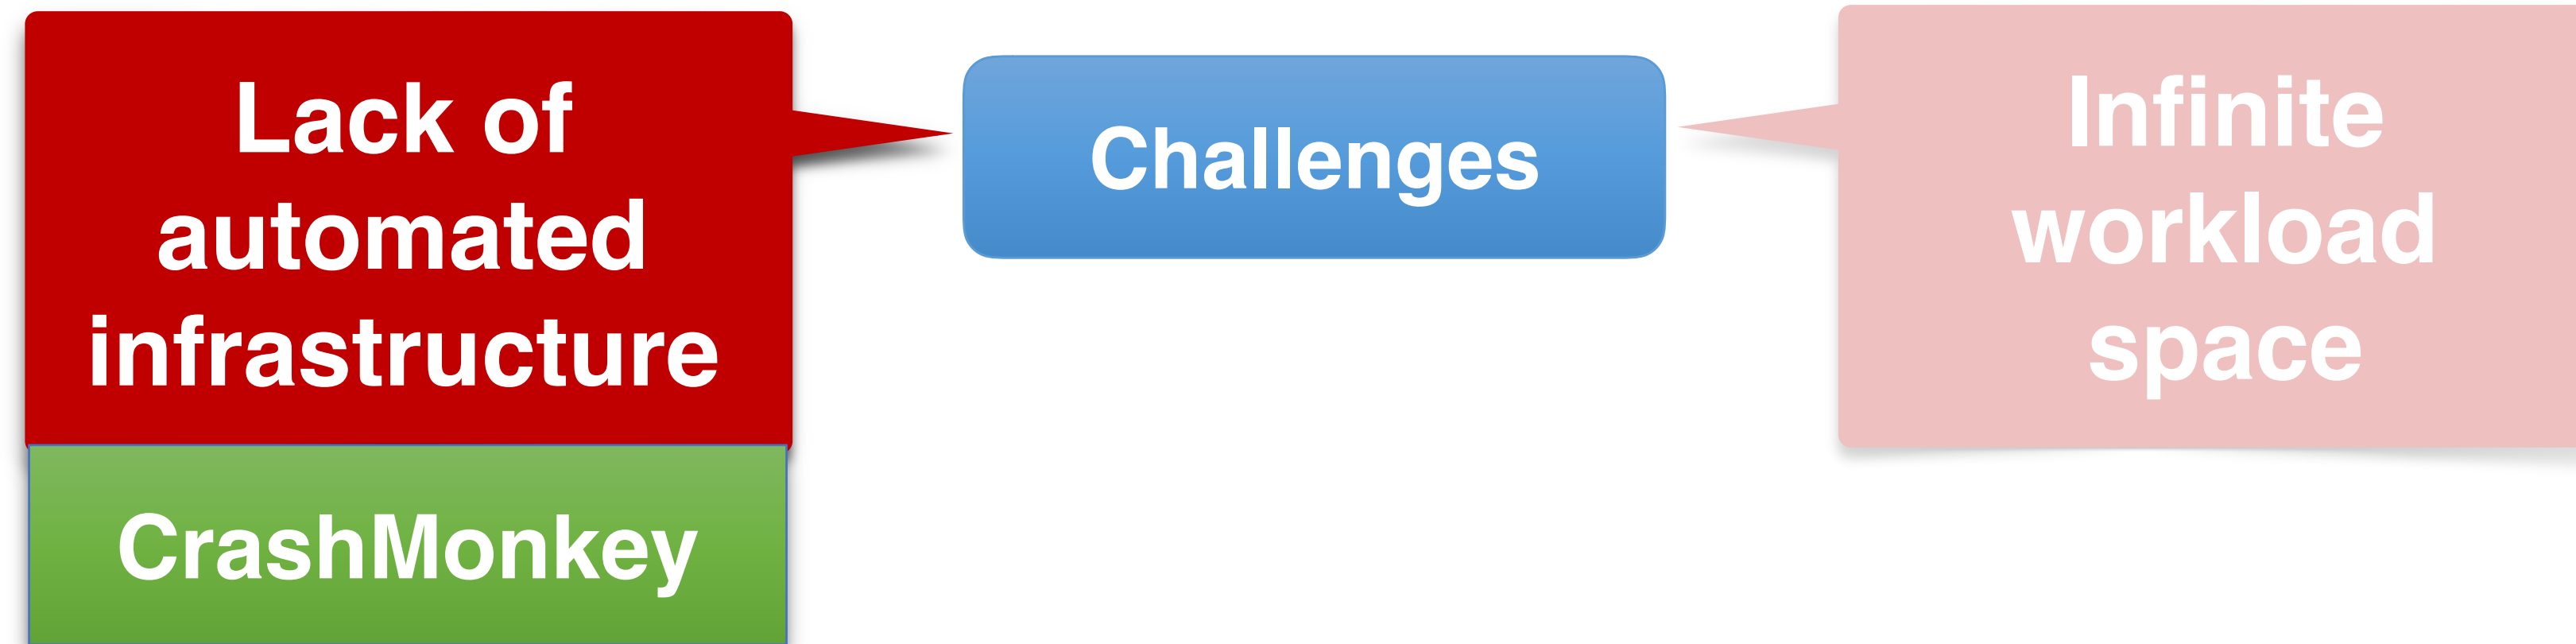 Lack of
automated
infrastructure
CrashMonkey
Challenges
Infinite
workload
space